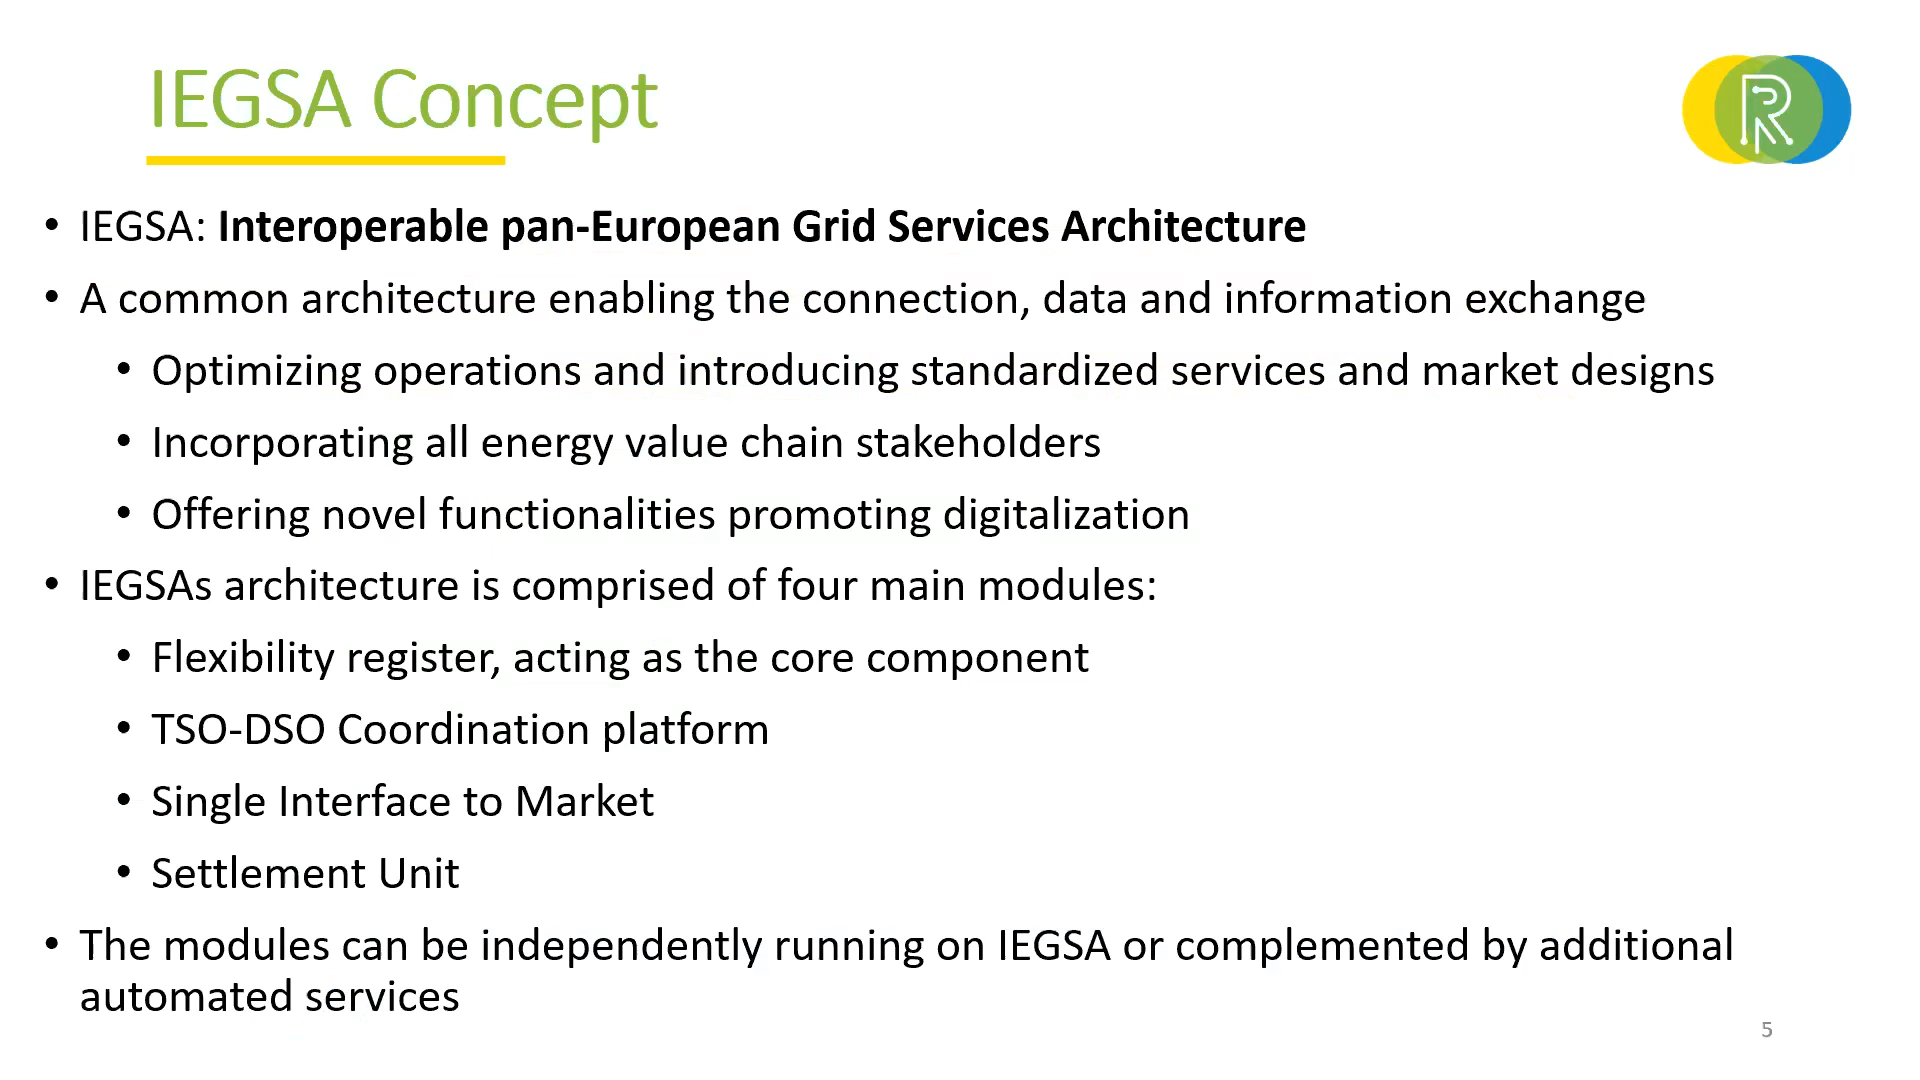 IEGSA Concept
R
• IEGSA: Interoperable pan-European Grid Services Architecture
• A common architecture enabling the connection, data and information exchange
• Optimizing operations and introducing standardized services and market designs
• Incorporating all energy value chain stakeholders
• Offering novel functionalities promoting digitalization
• IEGSAs architecture is comprised of four main modules:
• Flexibility register, acting as the core component
• TSO-DSO Coordination platform
• Single Interface to Market
• Settlement Unit
• The modules can be independently running on IEGSA or complemented by additional
automated services
5